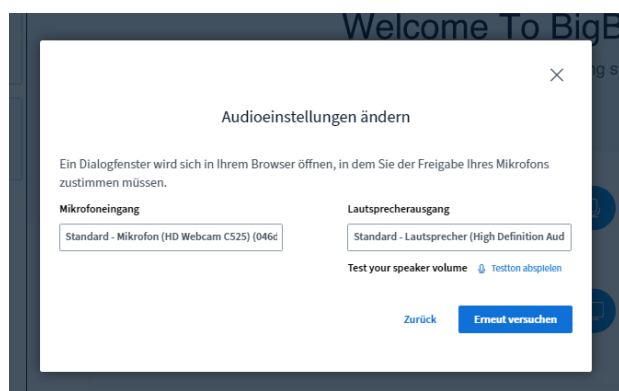 Welcome To BigB
ng s
Audioeinstellungen ändern
Ein Dialogfenster wird sich in Ihrem Browser öffnen, in dem Sie der Freigabe Ihres Mikrofons
zustimmen müssen.
Mikrofoneingang
Lautsprecherausgang
Standard - Mikrofon (HD Webcam C525) (046d
Standard - Lautsprecher (High Definition Aud
Test your speaker volume Testton abspielen
Zurück
Erneut versuchen